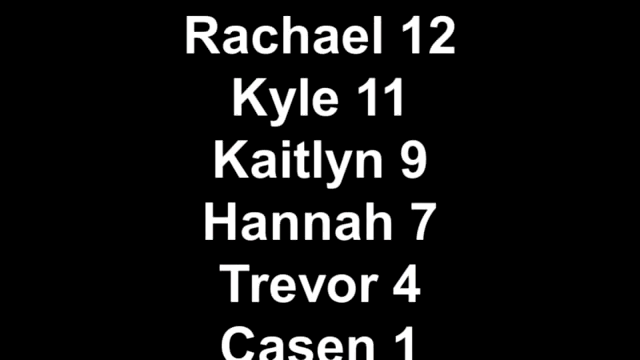 Rachael 12
Kyle 11
Kaitlyn 9
Hannah 7
Trevor 4
Casen 1